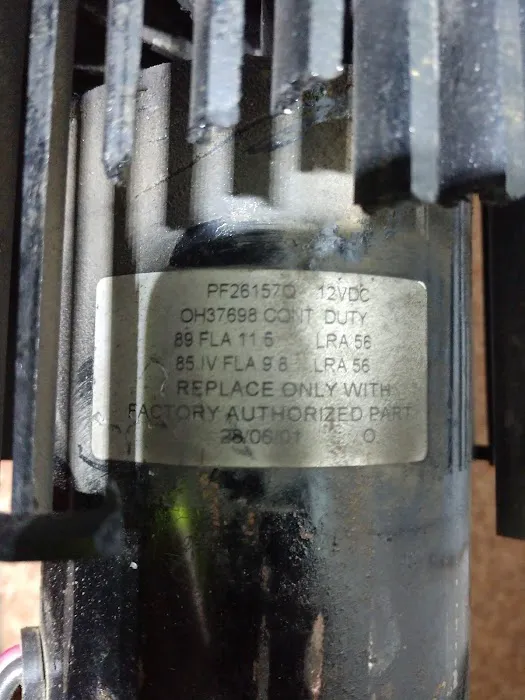 PF26157Q 12VDC
OH37698 CONT DUTY
89 FLA 11.5 LRA 56
85.IV FLA 9.8 LRA 56
REPLACE ONLY WITH
FACTORY AUTHORIZED PART
28/06/01 O